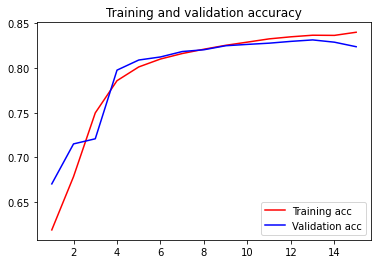 Training and validation accuracy
0.85
0.80
0.75
0.70
0.65
2 4 6 8 10 12 14
Training acc
Validation acc